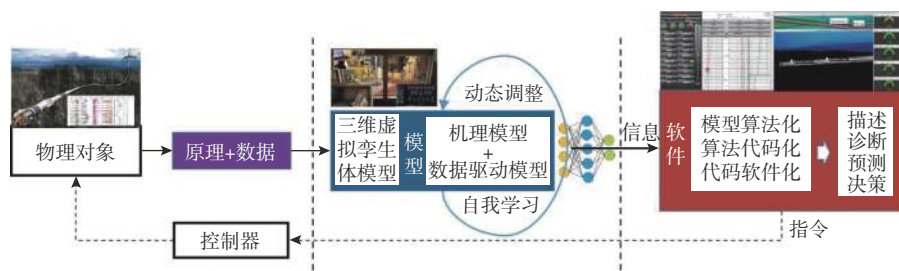 物理对象
原理+数据
三维虚
拟孪生
体模型
模
型
机理模型
+
数据驱动模型
动态调整
自我学习
信息
软
件
模型算法化
算法代码化
代码软件化
描述
诊断
预测
决策
指令
控制器